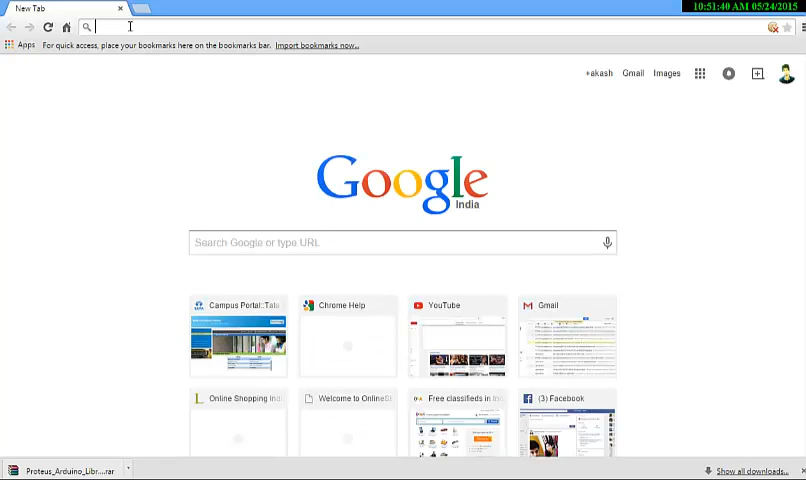 New Tab
10:51:40 AM 05/24/2015
Apps For quick access, place your bookmarks here on the bookmarks bar. Import bookmarks now...
+akash Gmail Images
Google
India
Search Google or type URL
Campus Portal::Tata Chrome Help YouTube Gmail
Online Shopping Indi Welcome to OnlineS Free classifieds in Ind (3) Facebook
Proteus_Arduino_Libr....rar Show all downloads...